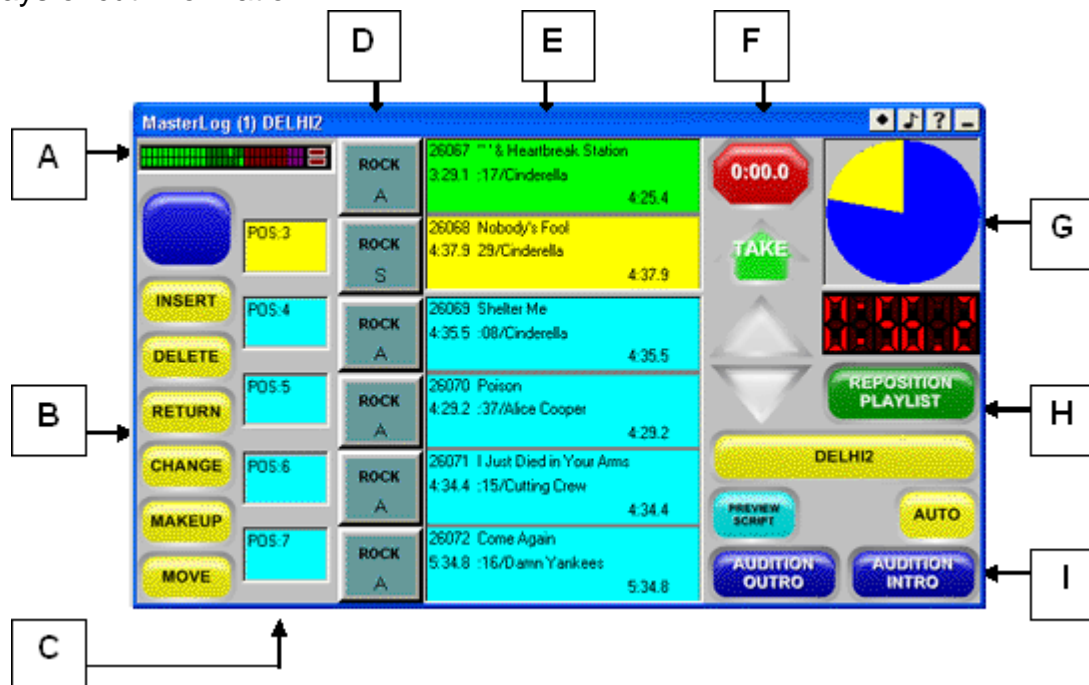 D E F
MasterLog (1) DELHI2
A
ROCK
A
26067 "' & Heartbreak Station
3:29.1 :17/Cinderella
4:25.4
0:00.0
G
POS:3
ROCK
S
26068 Nobody's Fool
4:37.9 29/Cinderella
4:37.9
TAKE
INSERT
POS:4
ROCK
A
26069 Shelter Me
4:35.5 :08/Cinderella
4:35.5
DELETE
B
RETURN
POS:5
ROCK
A
26070 Poison
4:29.2 :37/Alice Cooper
4:29.2
REPOSITION
PLAYLIST
H
CHANGE
POS:6
ROCK
A
26071 I Just Died in Your Arms
4:34.4 :15/Cutting Crew
4:34.4
DELHI2
MAKEUP
PREVIEW
SCRIPT
AUTO
MOVE
POS:7
ROCK
A
26072 Come Again
5:34.8 :16/Damn Yankees
5:34.8
AUDITION
OUTRO
AUDITION
INTRO
I
C